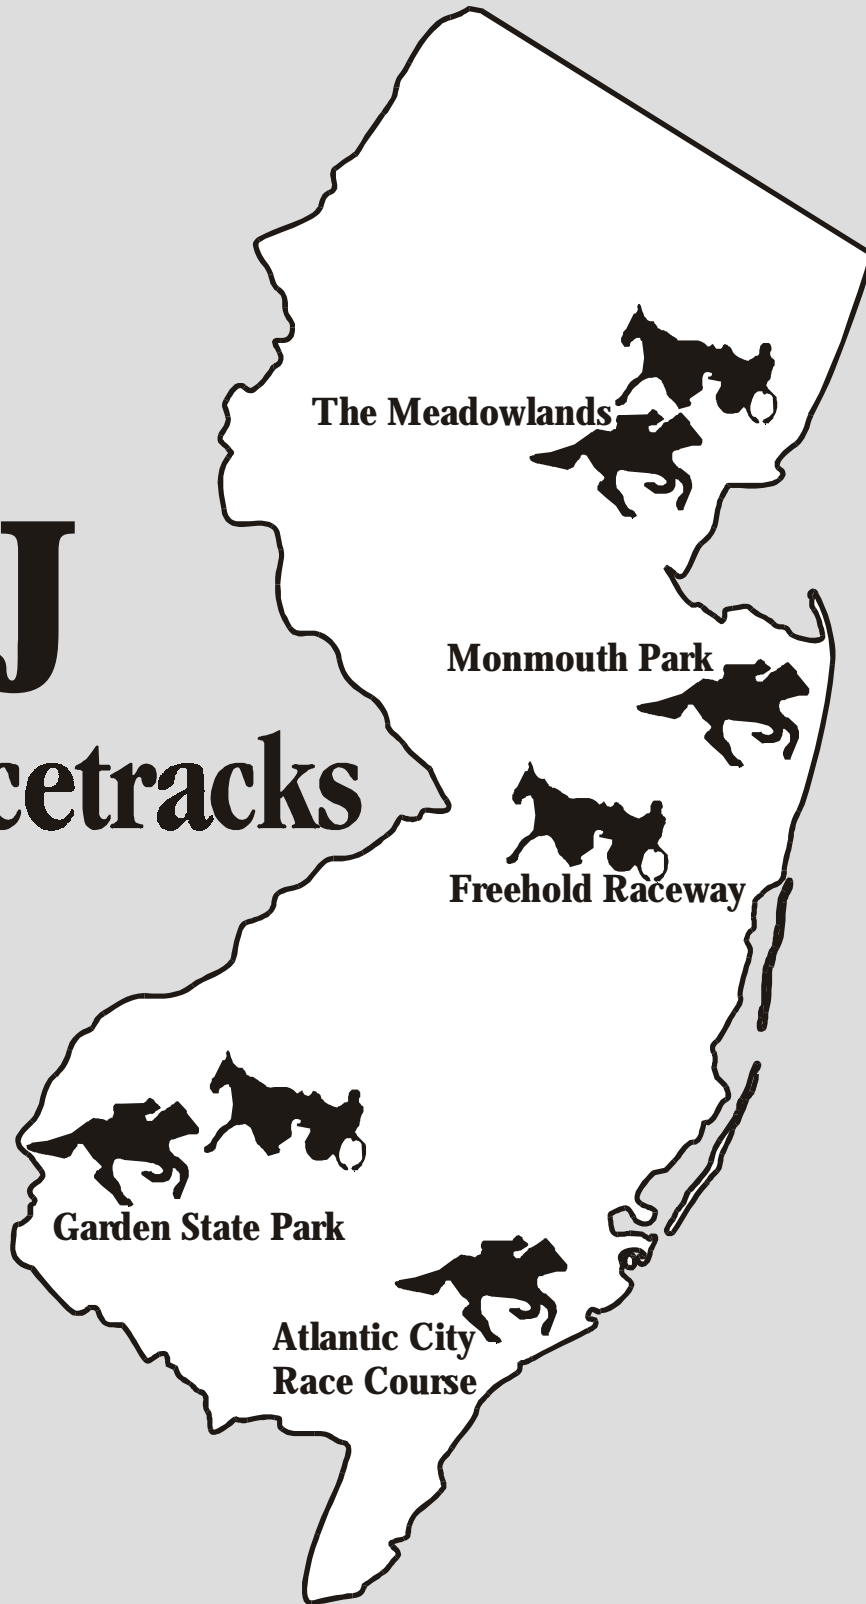 The Meadowlands
J
Monmouth Park
cetracks
Freehold Raceway
Garden State Park
Atlantic City
Race Course